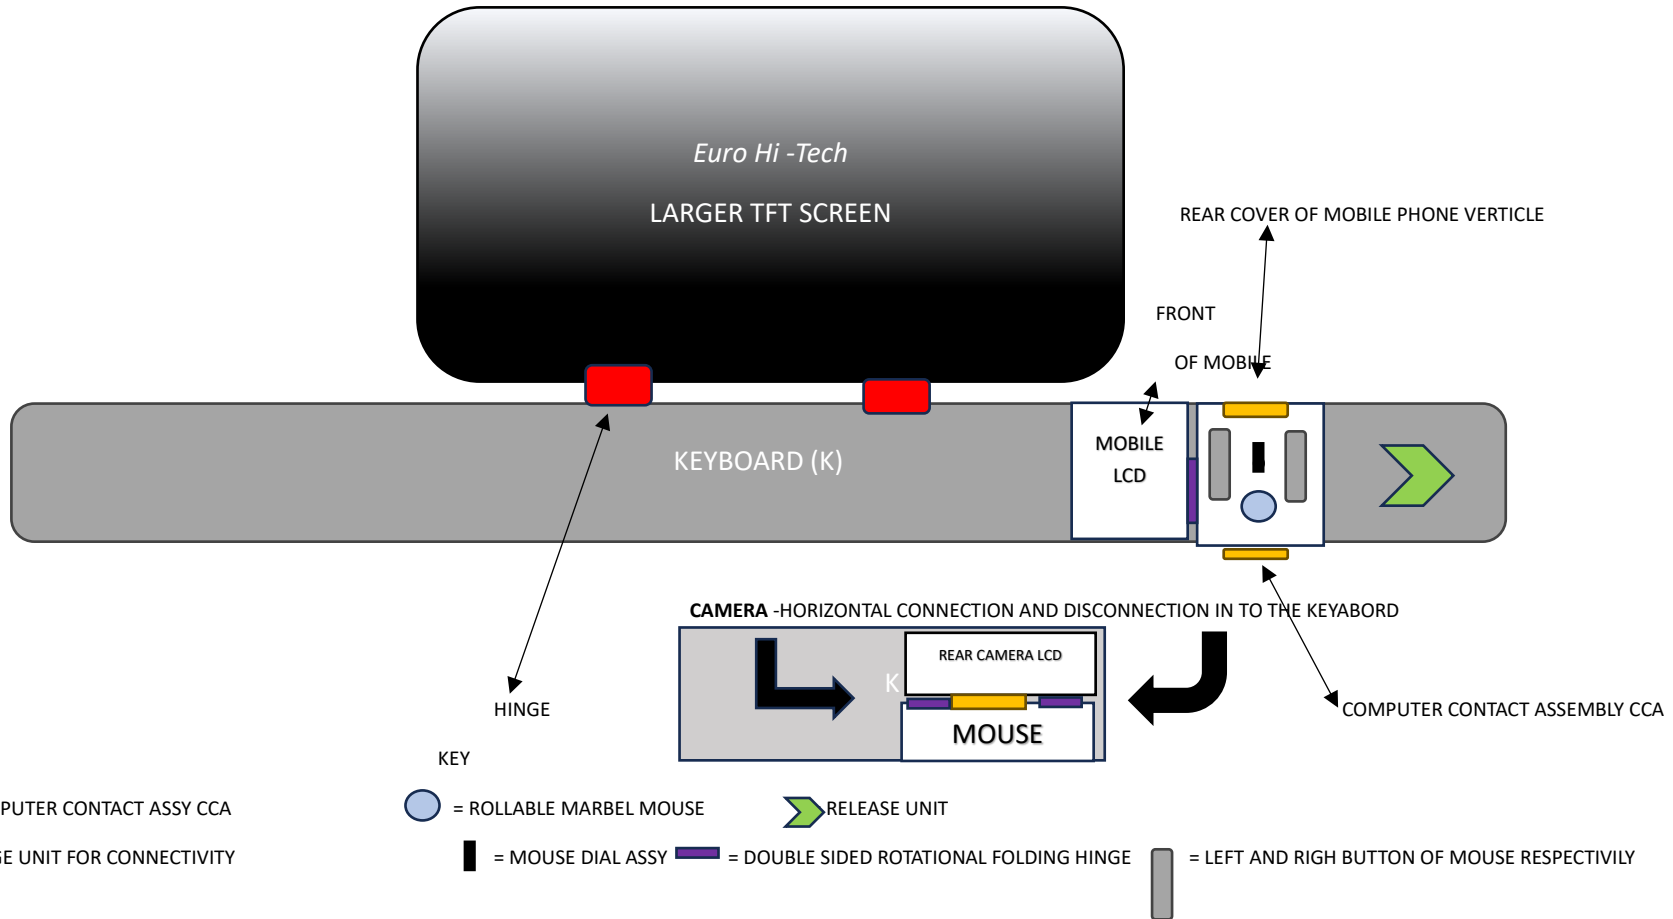 Euro Hi -Tech
LARGER TFT SCREEN
REAR COVER OF MOBILE PHONE VERTICLE
FRONT
OF MOBILE
KEYBOARD (K)
MOBILE
LCD
CAMERA -HORIZONTAL CONNECTION AND DISCONNECTION IN TO THE KEYABORD
REAR CAMERA LCD
K
MOUSE
HINGE
COMPUTER CONTACT ASSEMBLY CCA
KEY
PUTER CONTACT ASSY CCA
= ROLLABLE MARBEL MOUSE
RELEASE UNIT
GE UNIT FOR CONNECTIVITY
= MOUSE DIAL ASSY
= DOUBLE SIDED ROTATIONAL FOLDING HINGE
= LEFT AND RIGH BUTTON OF MOUSE RESPECTIVILY